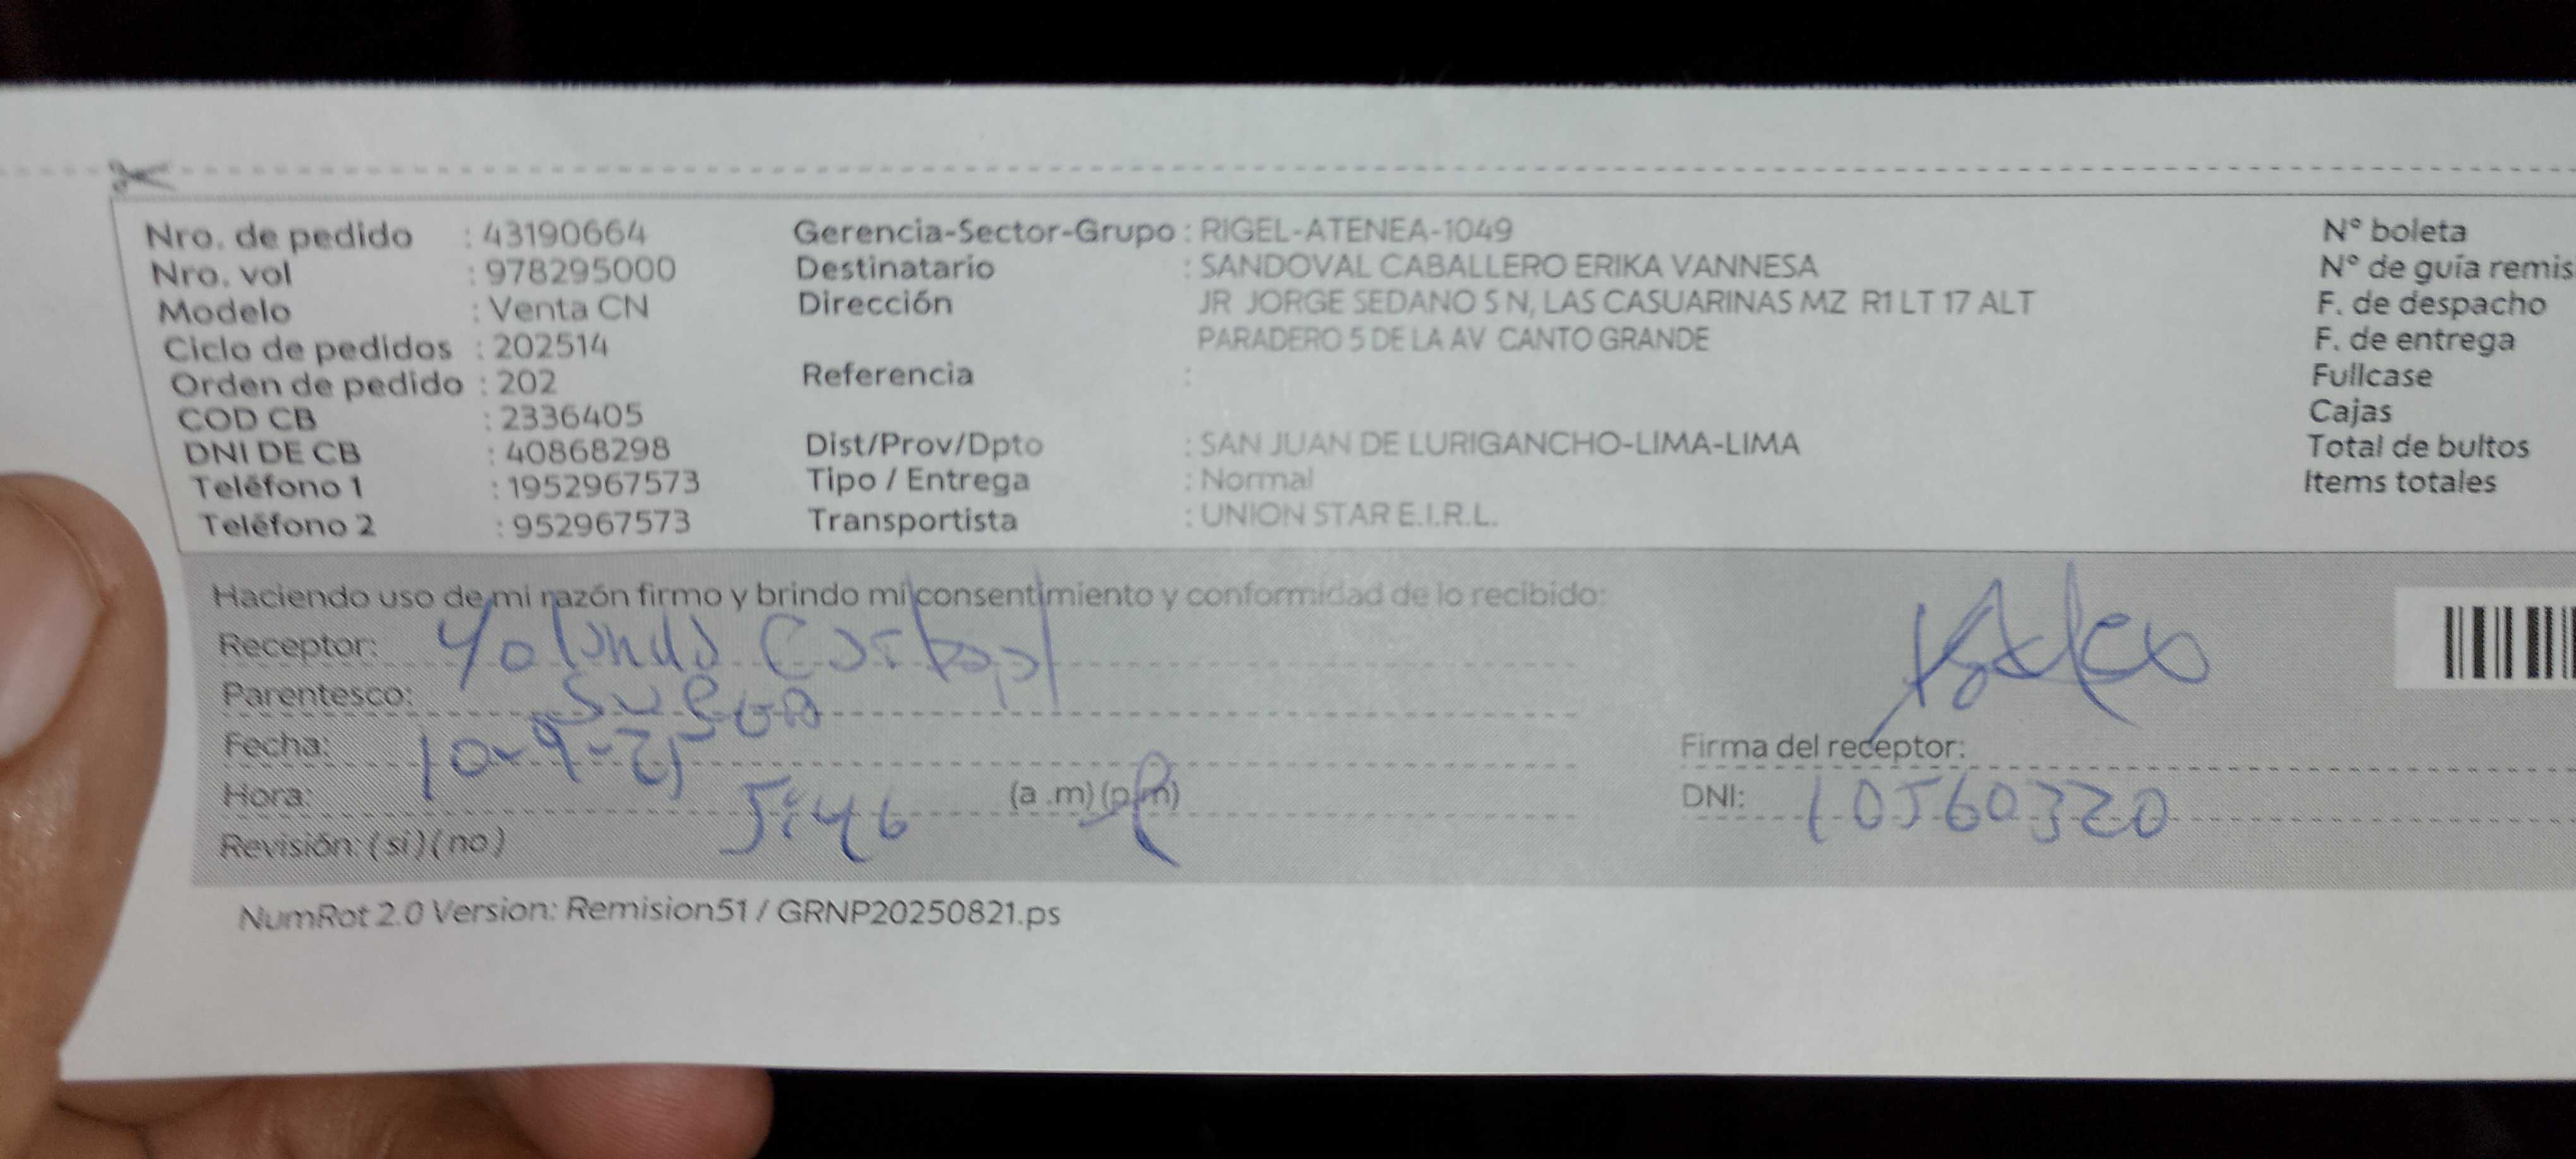 Nro. de pedido : 43190664 Gerencia-Sector-Grupo : RIGEL-ATENEA-1049 N° boleta
Nro. vol : 978295000 Destinatario : SANDOVAL CABALLERO ERIKA VANNESA N° de guía remis
Modelo : Venta CN Dirección JR JORGE SEDANO S N, LAS CASUARINAS MZ R1 LT 17 ALT F. de despacho
Ciclo de pedidos : 202514 PARADERO 5 DE LA AV CANTO GRANDE F. de entrega
Orden de pedido : 202 Referencia : Fullcase
COD CB : 2336405 Cajas
DNI DE CB : 40868298 Dist/Prov/Dpto : SAN JUAN DE LURIGANCHO-LIMA-LIMA Total de bultos
Teléfono 1 : 1952967573 Tipo / Entrega : Normal Items totales
Teléfono 2 : 952967573 Transportista : UNION STAR E.I.R.L.
Haciendo uso de mi razón firmo y brindo mi consentimiento y conformidad de lo recibido:
Receptor: Yolanda
Parentesco: Suegra
Fecha: 10-9-25 Firma del receptor:
Hora: 5:46 (a .m) (p.m) DNI: 10560320
Revisión: (si) (no)
NumRot 2.0 Version: Remision51 / GRNP20250821.ps